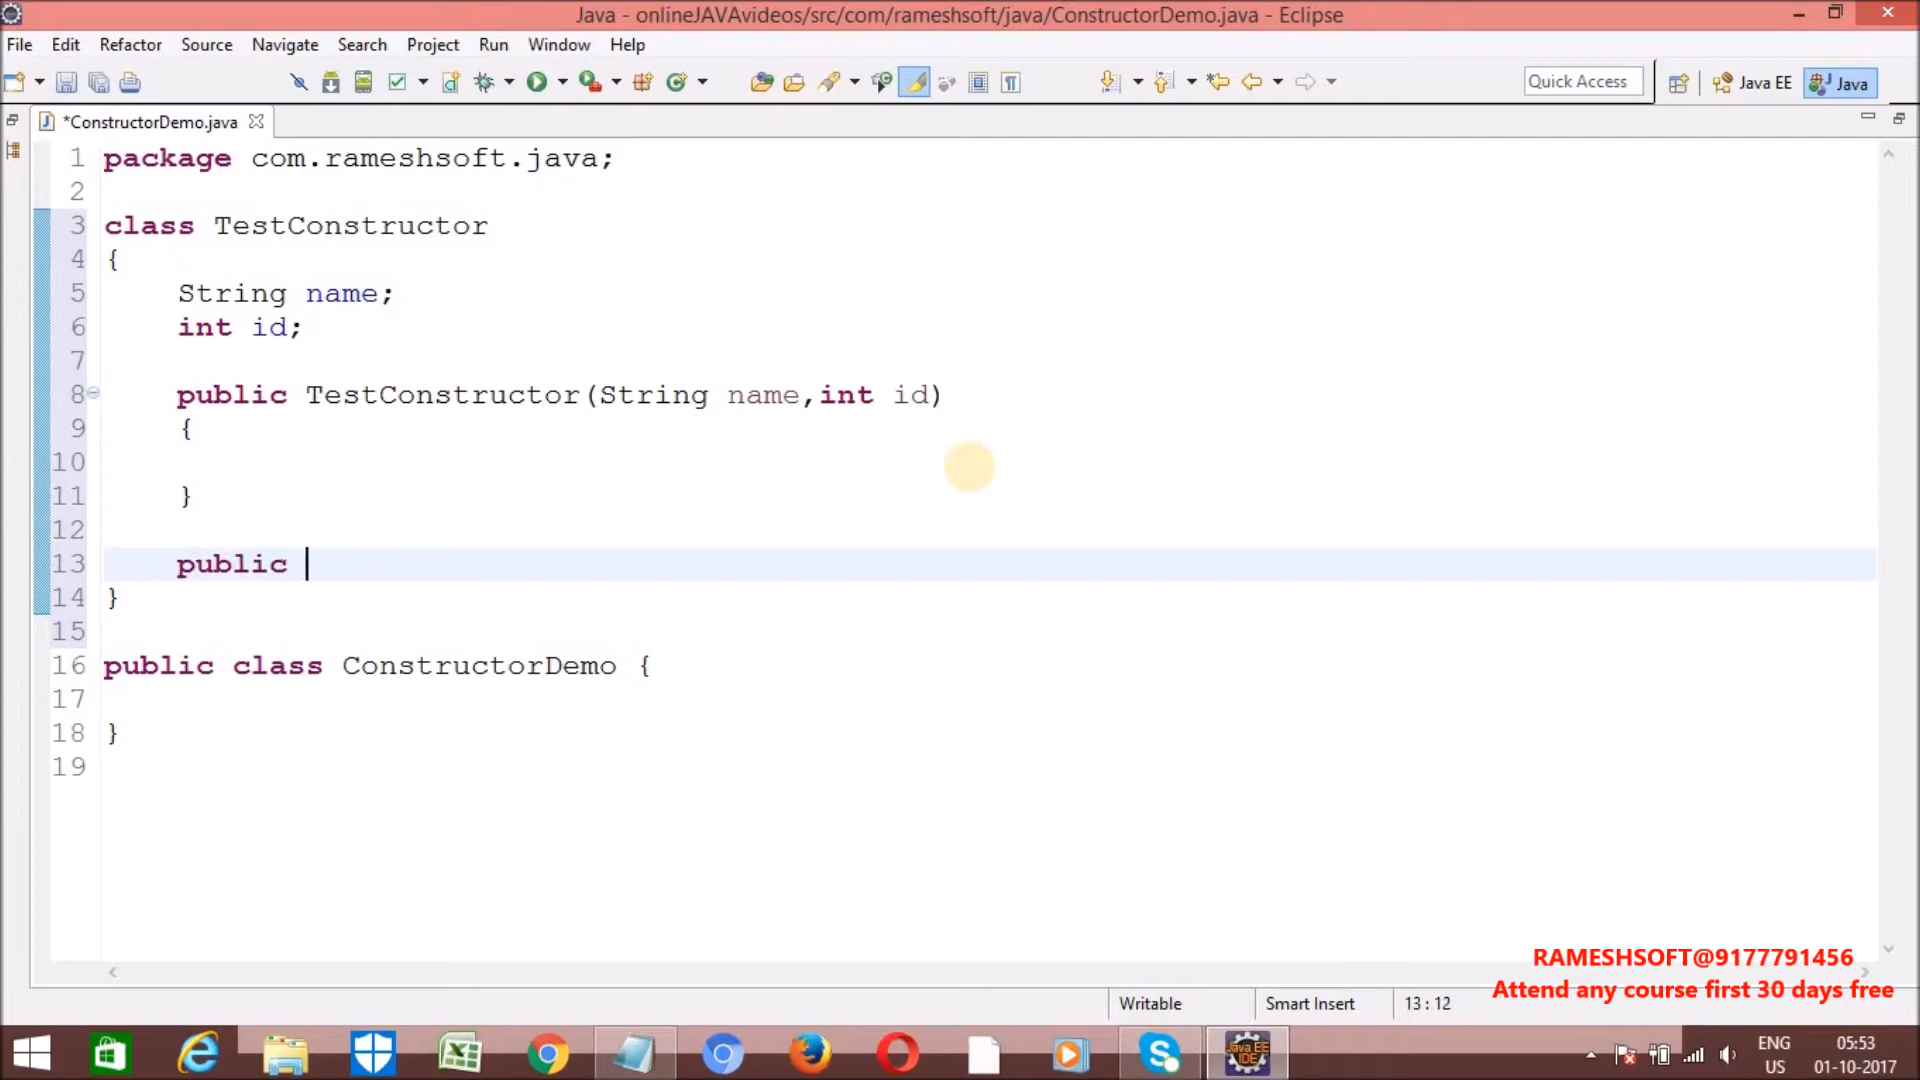 Java - onlineJAVAvideos/src/com/rameshsoft/java/ConstructorDemo.java - Eclipse
File Edit Refactor Source Navigate Search Project Run Window Help
Quick Access Java EE Java
*ConstructorDemo.java
1 package com.rameshsoft.java;
2
3 class TestConstructor
4 {
5 String name;
6 int id;
7
8 public TestConstructor(String name,int id)
9 {
10
11 }
12
13 public
14 }
15
16 public class ConstructorDemo {
17
18 }
19
RAMESHSOFT@9177791456
Attend any course first 30 days free
Writable Smart Insert 13 : 12
Java EE
IDE
ENG 05:53
US 01-10-2017